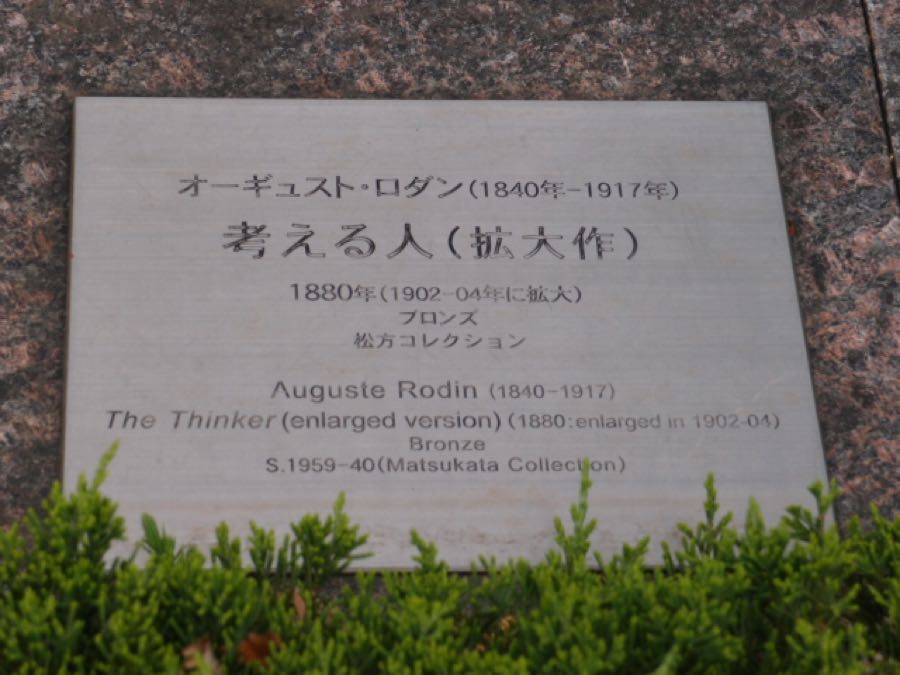 オーギュスト・ロダン(1840年-1917年)
考える人(拡大作)
1880年(1902-04年に拡大)
ブロンズ
松方コレクション
Auguste Rodin (1840-1917)
The Thinker (enlarged version) (1880:enlarged in 1902-04)
Bronze
S.1959-40(Matsukata Collection)